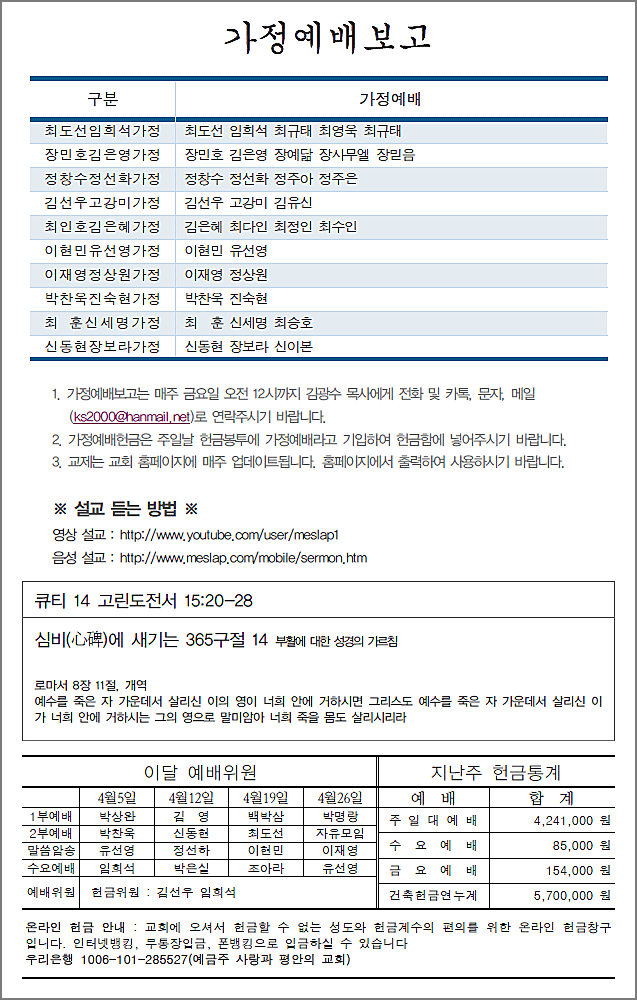 가정예배보고
구분 가정예배
최도선임희석가정 최도선 임희석 최규태 최영욱 최규태
장민호김은영가정 장민호 김은영 장예닮 장사무엘 장믿음
정창수정선화가정 정창수 정선화 정주아 정주은
김선우고강미가정 김선우 고강미 김유신
최인호김은혜가정 김은혜 최다인 최정인 최수인
이현민유선영가정 이현민 유선영
이재영정상원가정 이재영 정상원
박찬욱진숙현가정 박찬욱 진숙현
최 훈신세명가정 최 훈 신세명 최승호
신동현장보라가정 신동현 장보라 신이본
1. 가정예배보고는 매주 금요일 오전 12시까지 김광수 목사에게 전화 및 카톡, 문자, 메일
(ks2000@hanmail.net)로 연락주시기 바랍니다.
2. 가정예배헌금은 주일날 헌금봉투에 가정예배라고 기입하여 헌금함에 넣어주시기 바랍니다.
3. 교제는 교회 홈페이지에 매주 업데이트됩니다. 홈페이지에서 출력하여 사용하시기 바랍니다.
※ 설교 듣는 방법 ※
영상 설교 : http://www.youtube.com/user/meslap1
음성 설교 : http://www.meslap.com/mobile/sermon.htm
큐티 14 고린도전서 15:20-28
심비(心碑)에 새기는 365구절 14 부활에 대한 성경의 가르침
로마서 8장 11절, 개역
예수를 죽은 자 가운데서 살리신 이의 영이 너희 안에 거하시면 그리스도 예수를 죽은 자 가운데서 살리신 이
가 너희 안에 거하시는 그의 영으로 말미암아 너희 죽을 몸도 살리시리라
이달 예배위원
4월5일 4월12일 4월19일 4월26일
1부예배 박상완 김 영 백박삼 박명랑
2부예배 박찬욱 신동현 최도선 자유모임
말씀암송 유선영 정선하 이현민 이재영
수요예배 임희석 박은실 조아라 유선영
예배위원 헌금위원 : 김선우 임희석
지난주 헌금통계
예 배 합 계
주 일 대 예 배 4,241,000 원
수 요 예 배 85,000 원
금 요 예 배 154,000 원
건축헌금연누계 5,700,000 원
온라인 헌금 안내 : 교회에 오셔서 헌금할 수 없는 성도와 헌금계수의 편의를 위한 온라인 헌금창구
입니다. 인터넷뱅킹, 무통장입금, 폰뱅킹으로 입금하실 수 있습니다
우리은행 1006-101-285527(예금주 사랑과 평안의 교회)